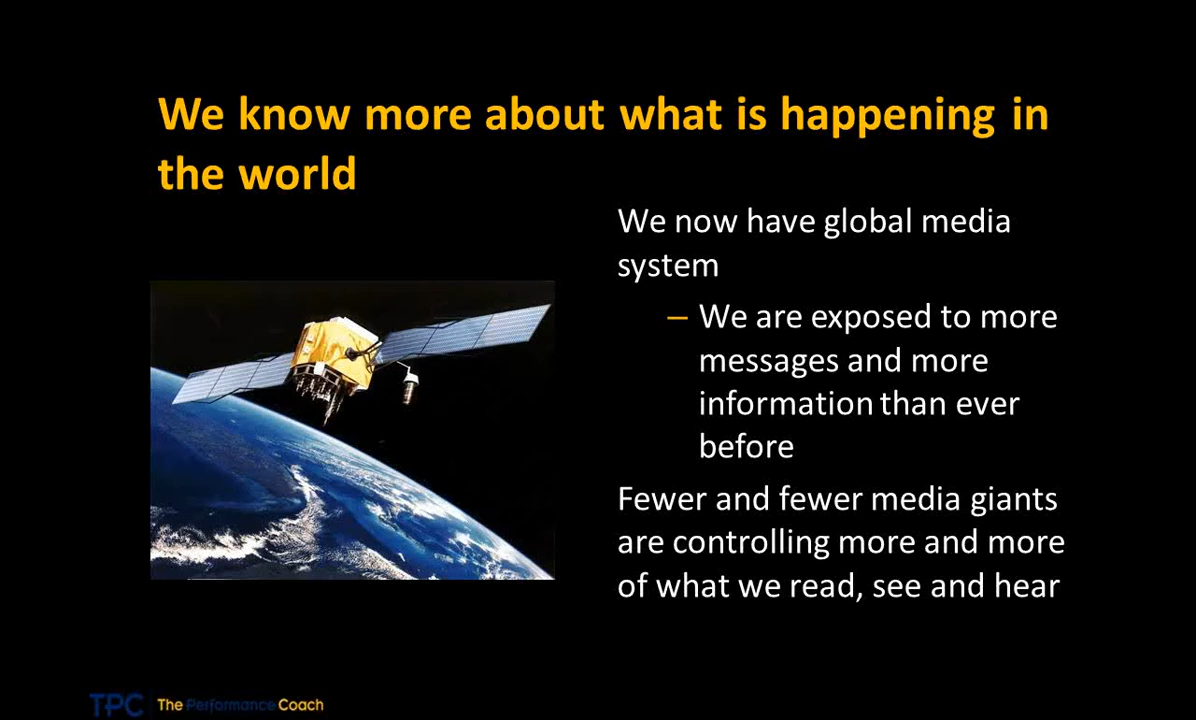 We know more about what is happening in
the world
We now have global media
system
– We are exposed to more
messages and more
information than ever
before
Fewer and fewer media giants
are controlling more and more
of what we read, see and hear
TPC The Performance Coach